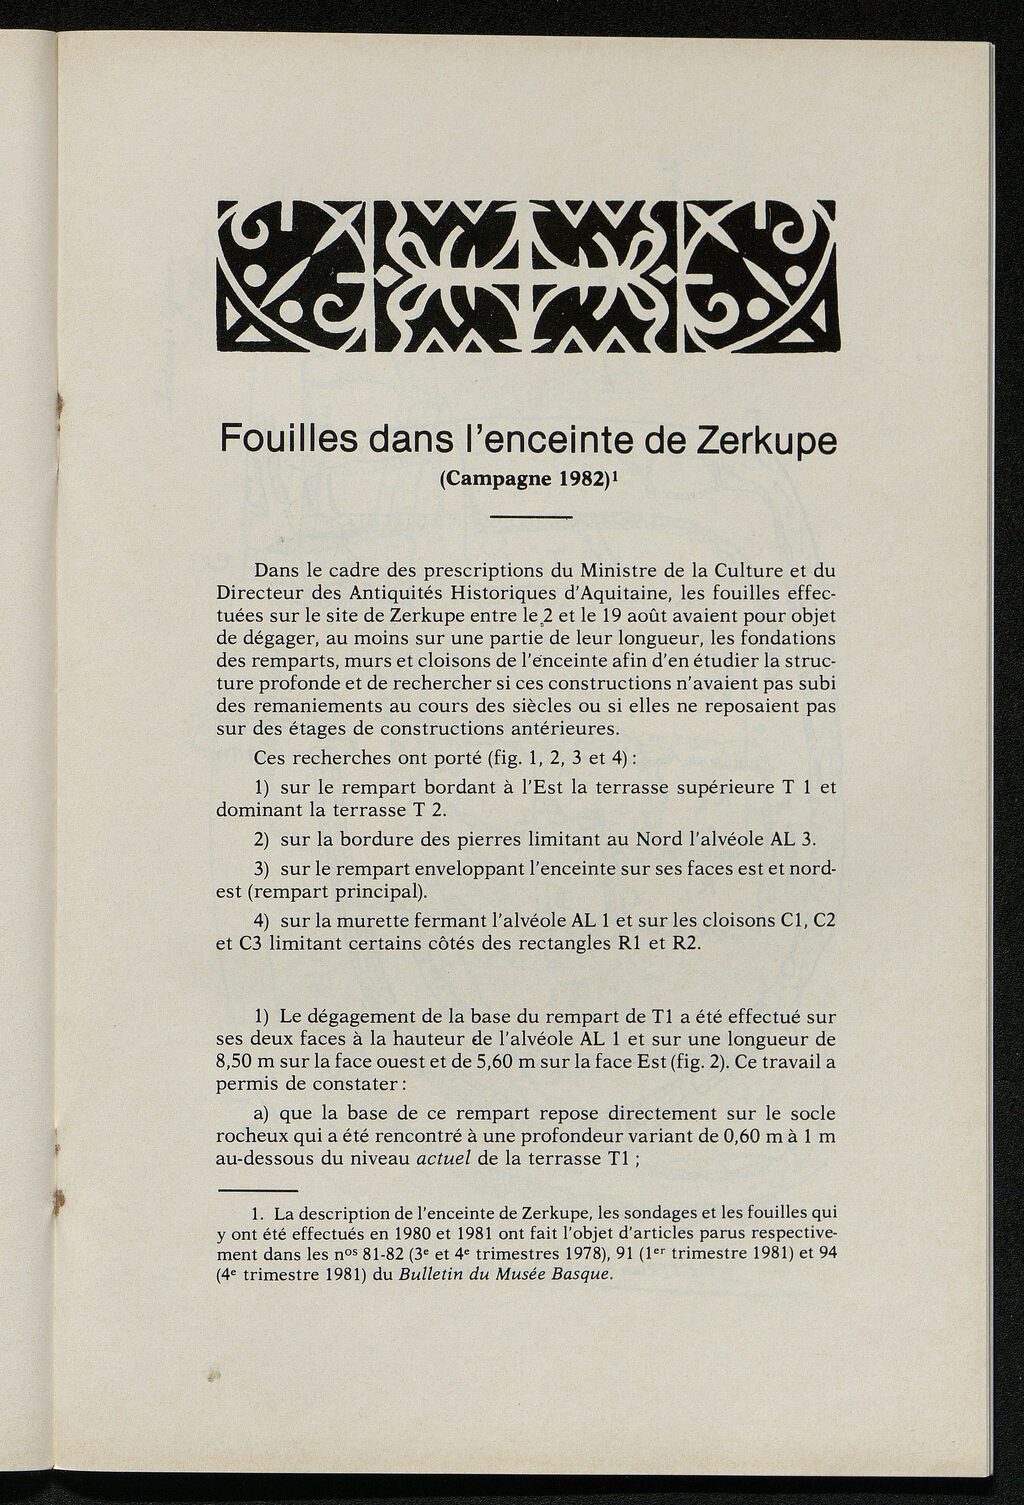 Fouilles dans l'enceinte de Zerkupe
(Campagne 1982)¹
Dans le cadre des prescriptions du Ministre de la Culture et du
Directeur des Antiquités Historiques d'Aquitaine, les fouilles effec-
tuées sur le site de Zerkupe entre le 2 et le 19 août avaient pour objet
de dégager, au moins sur une partie de leur longueur, les fondations
des remparts, murs et cloisons de l'enceinte afin d'en étudier la struc-
ture profonde et de rechercher si ces constructions n'avaient pas subi
des remaniements au cours des siècles ou si elles ne reposaient pas
sur des étages de constructions antérieures.
Ces recherches ont porté (fig. 1, 2, 3 et 4) :
1) sur le rempart bordant à l'Est la terrasse supérieure T 1 et
dominant la terrasse T 2.
2) sur la bordure des pierres limitant au Nord l'alvéole AL 3.
3) sur le rempart enveloppant l'enceinte sur ses faces est et nord-
est (rempart principal).
4) sur la murette fermant l'alvéole AL 1 et sur les cloisons C1, C2
et C3 limitant certains côtés des rectangles R1 et R2.
1) Le dégagement de la base du rempart de T1 a été effectué sur
ses deux faces à la hauteur de l'alvéole AL 1 et sur une longueur de
8,50 m sur la face ouest et de 5,60 m sur la face Est (fig. 2). Ce travail a
permis de constater :
a) que la base de ce rempart repose directement sur le socle
rocheux qui a été rencontré à une profondeur variant de 0,60 m à 1 m
au-dessous du niveau actuel de la terrasse T1 ;
1. La description de l'enceinte de Zerkupe, les sondages et les fouilles qui
y ont été effectués en 1980 et 1981 ont fait l'objet d'articles parus respective-
ment dans les nᵒˢ 81-82 (3ᵉ et 4ᵉ trimestres 1978), 91 (1ᵉʳ trimestre 1981) et 94
(4ᵉ trimestre 1981) du Bulletin du Musée Basque.